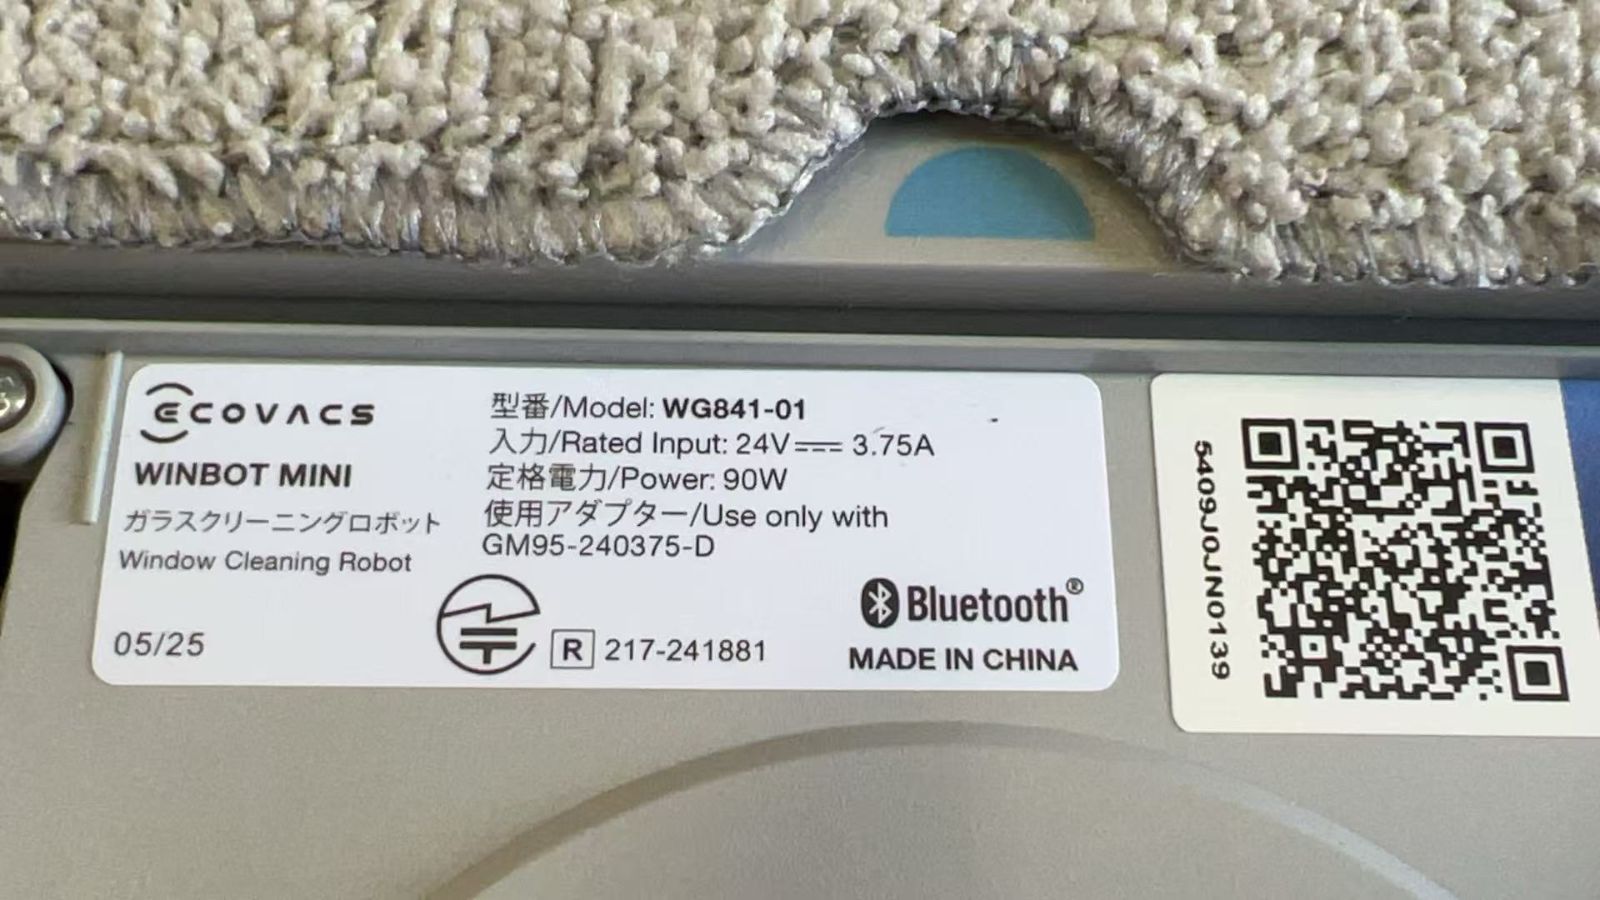 ECOVACS
WINBOT MINI
ガラスクリーニングロボット
Window Cleaning Robot
05/25
型番/Model: WG841-01
入力/Rated Input: 24V⎓3.75A
定格電力/Power: 90W
使用アダプター/Use only with
GM95-240375-D
R 217-241881
Bluetooth®
MADE IN CHINA
5409J0JN0139